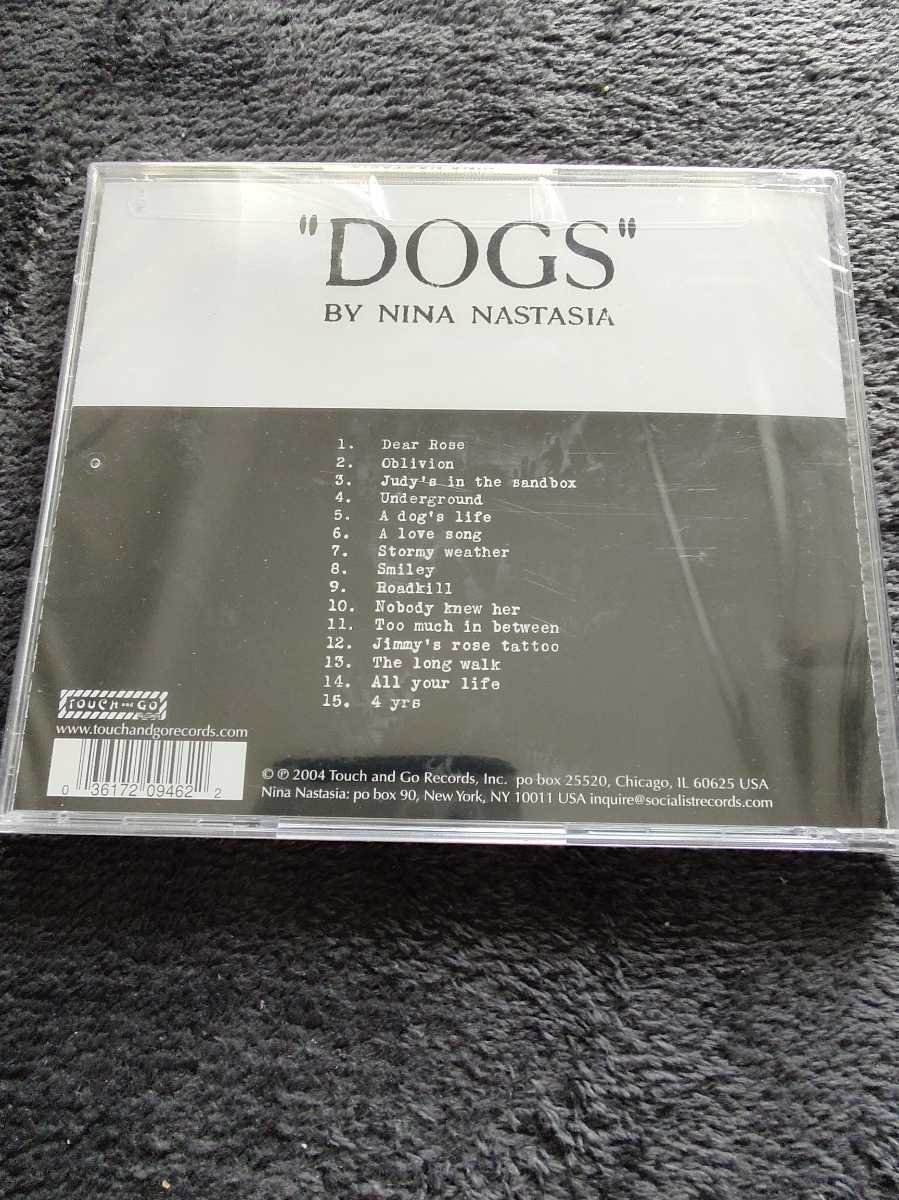 "DOGS"
BY NINA NASTASIA
1. Dear Rose
2. Oblivion
3. Judy's in the sandbox
4. Underground
5. A dog's life
6. A love song
7. Stormy weather
8. Smiley
9. Roadkill
10. Nobody knew her
11. Too much in between
12. Jimmy's rose tattoo
13. The long walk
14. All your life
15. 4 yrs
TOUCH and GO
www.touchandgorecords.com
0 36172 09462 2
© ℗ 2004 Touch and Go Records, Inc. po box 25520, Chicago, IL 60625 USA
Nina Nastasia: po box 90, New York, NY 10011 USA inquire@socialistrecords.com